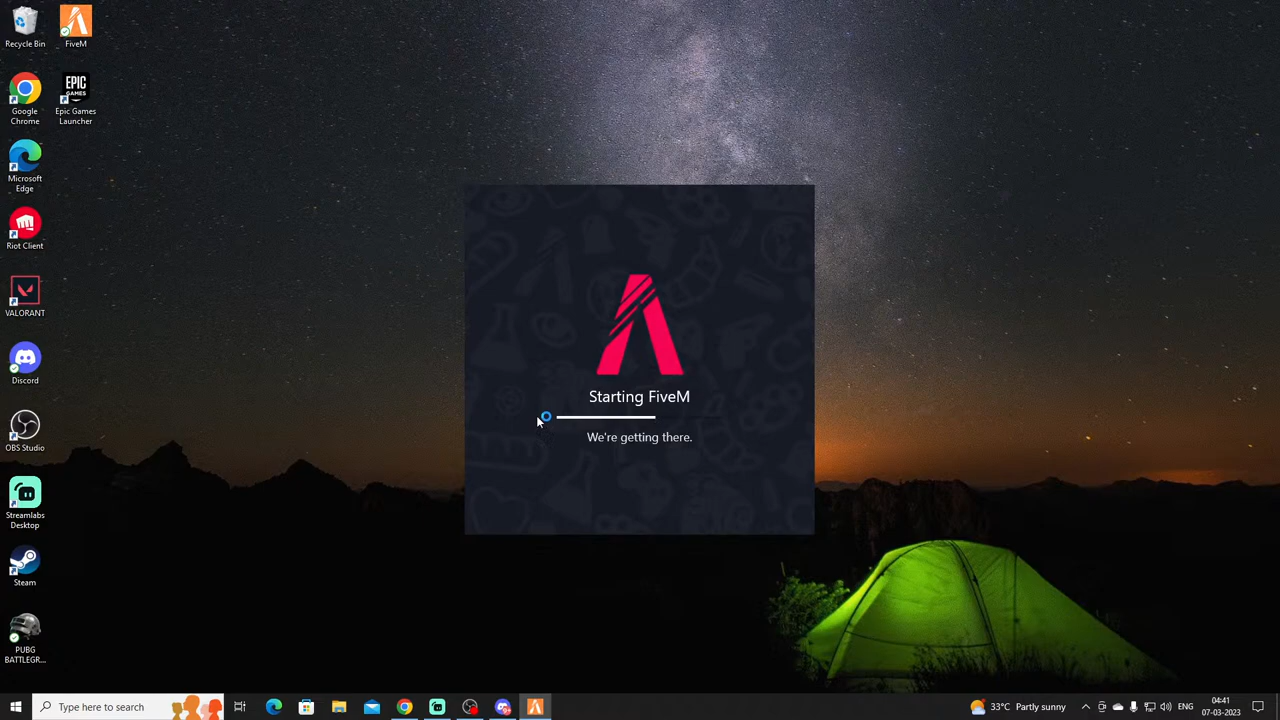 Recycle Bin
FiveM
Google Chrome
EPIC GAMES
Epic Games Launcher
Microsoft Edge
Riot Client
VALORANT
Discord
OBS Studio
Streamlabs Desktop
Steam
PUBG BATTLEGR...
Starting FiveM
We're getting there.
Type here to search
33°C Partly sunny
ENG
04:41
07-03-2023